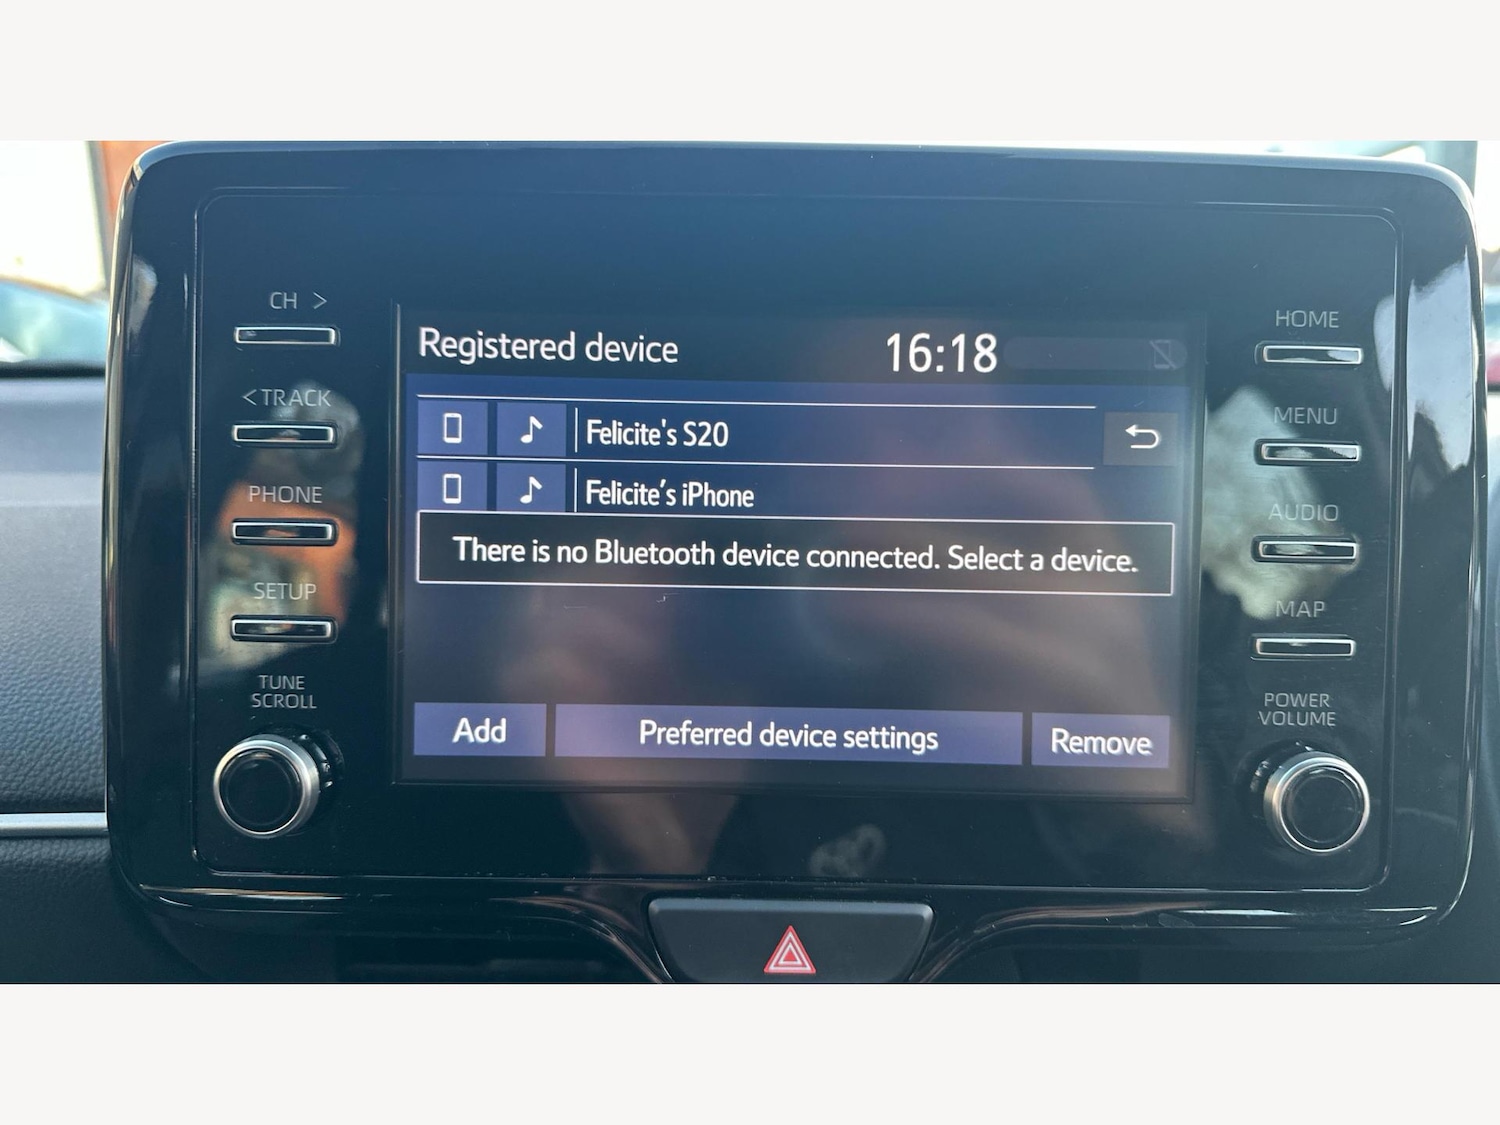 CH >
< TRACK
PHONE
SETUP
TUNE
SCROLL
Registered device
16:18
Felicite's S20
Felicite's iPhone
There is no Bluetooth device connected. Select a device.
Add
Preferred device settings
Remove
HOME
MENU
AUDIO
MAP
POWER
VOLUME